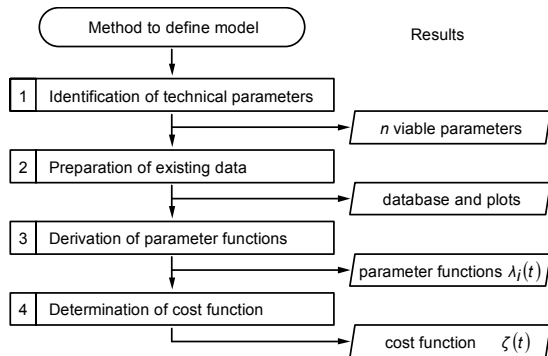 Method to define model
Results
1 Identification of technical parameters
n viable parameters
2 Preparation of existing data
database and plots
3 Derivation of parameter functions
parameter functions λi(t)
4 Determination of cost function
cost function ζ(t)